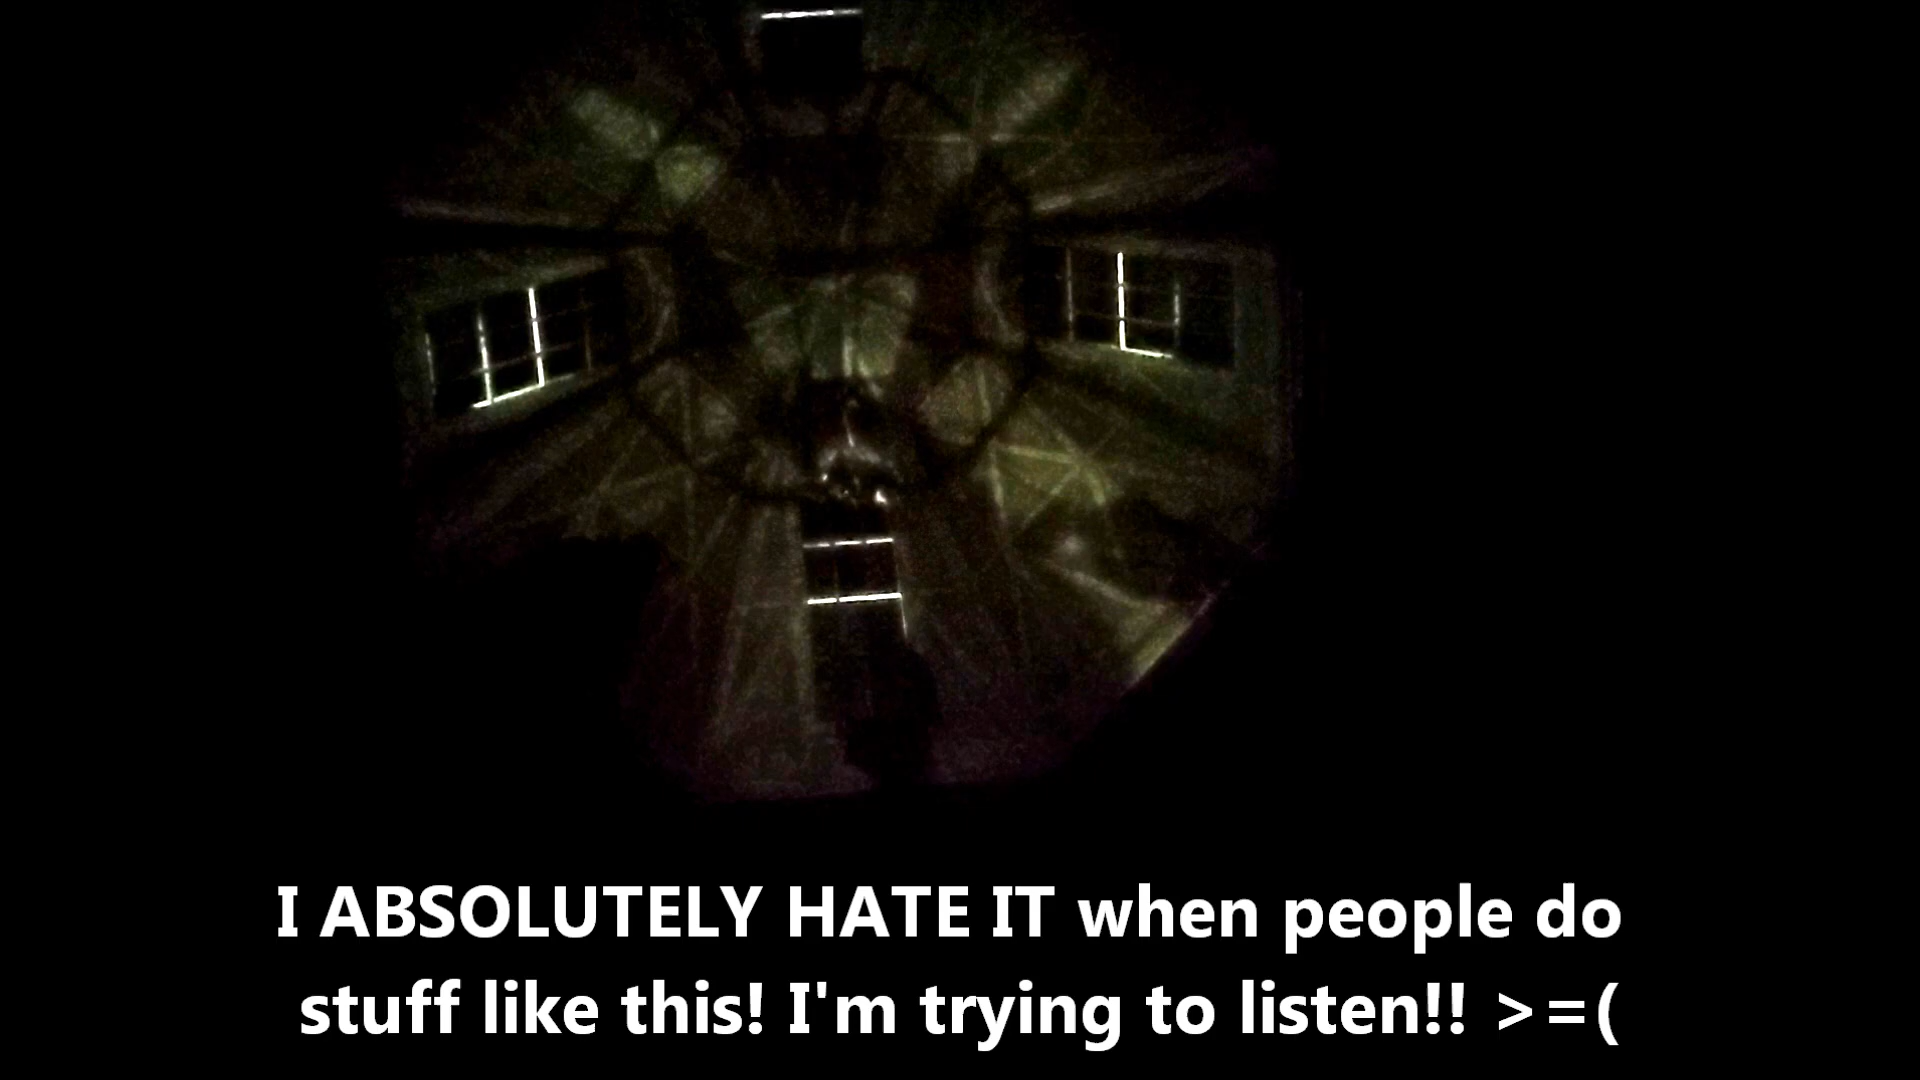 I ABSOLUTELY HATE IT when people do
stuff like this! I'm trying to listen!! >=(